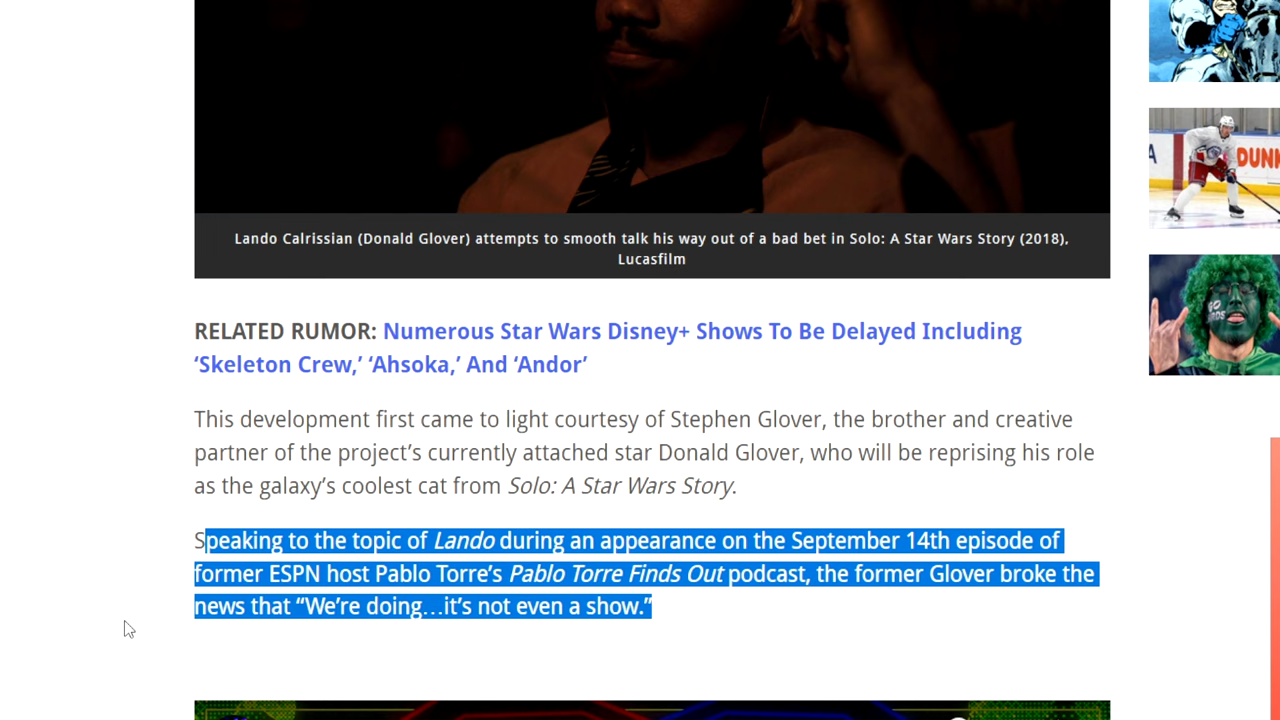 Lando Calrissian (Donald Glover) attempts to smooth talk his way out of a bad bet in Solo: A Star Wars Story (2018),
Lucasfilm
RELATED RUMOR: Numerous Star Wars Disney+ Shows To Be Delayed Including
‘Skeleton Crew,’ ‘Ahsoka,’ And ‘Andor’
This development first came to light courtesy of Stephen Glover, the brother and creative
partner of the project’s currently attached star Donald Glover, who will be reprising his role
as the galaxy’s coolest cat from Solo: A Star Wars Story.
Speaking to the topic of Lando during an appearance on the September 14th episode of
former ESPN host Pablo Torre’s Pablo Torre Finds Out podcast, the former Glover broke the
news that “We’re doing…it’s not even a show.”